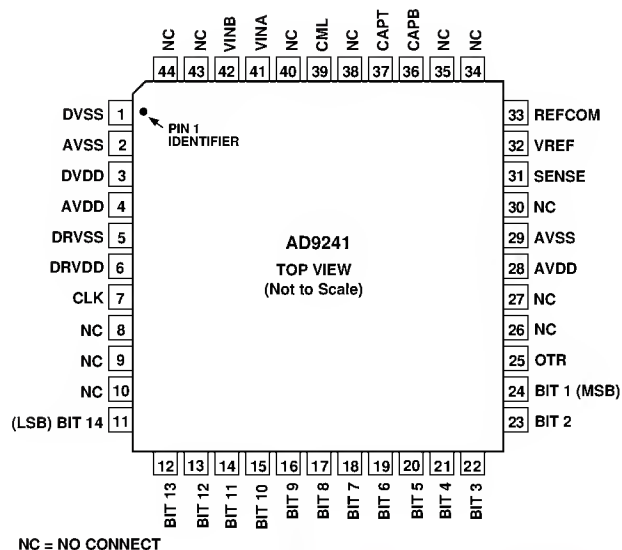 NC NC VINB VINA NC CML NC CAPT CAPB NC NC
44 43 42 41 40 39 38 37 36 35 34
DVSS 1
AVSS 2
DVDD 3
AVDD 4
DRVSS 5
DRVDD 6
CLK 7
NC 8
NC 9
NC 10
(LSB) BIT 14 11
PIN 1
IDENTIFIER
AD9241
TOP VIEW
(Not to Scale)
33 REFCOM
32 VREF
31 SENSE
30 NC
29 AVSS
28 AVDD
27 NC
26 NC
25 OTR
24 BIT 1 (MSB)
23 BIT 2
12 13 14 15 16 17 18 19 20 21 22
BIT 13 BIT 12 BIT 11 BIT 10 BIT 9 BIT 8 BIT 7 BIT 6 BIT 5 BIT 4 BIT 3
NC = NO CONNECT